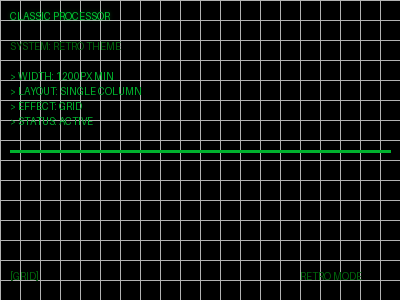 CLASSIC PROCESSOR
SYSTEM: RETRO THEME
> WIDTH: 1200PX MIN
> LAYOUT: SINGLE COLUMN
> EFFECT: GRID
> STATUS: ACTIVE
[GRID]
RETRO MODE